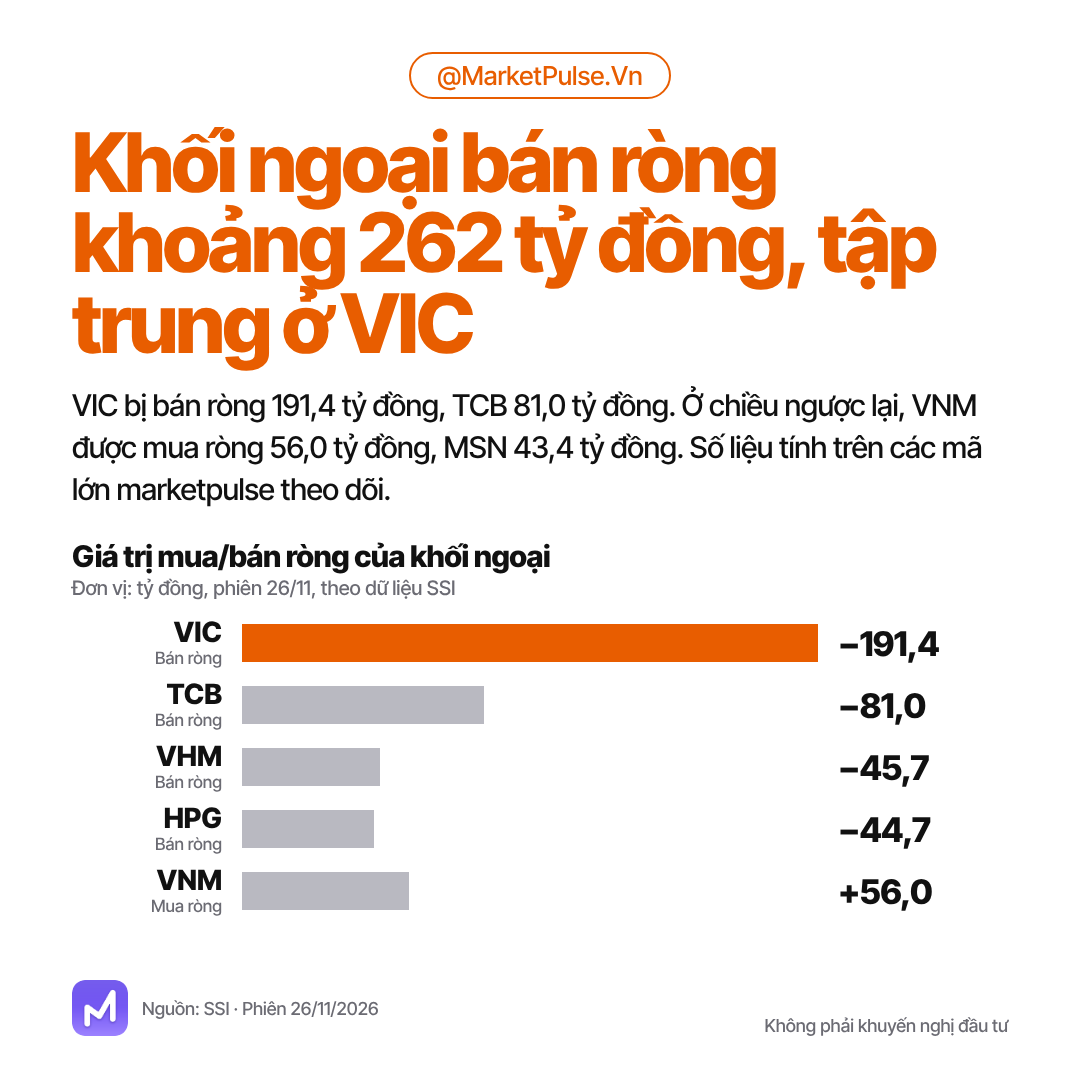 @MarketPulse.Vn
Khối ngoại bán ròng
khoảng 262 tỷ đồng, tập
trung ở VIC
VIC bị bán ròng 191,4 tỷ đồng, TCB 81,0 tỷ đồng. Ở chiều ngược lại, VNM
được mua ròng 56,0 tỷ đồng, MSN 43,4 tỷ đồng. Số liệu tính trên các mã
lớn marketpulse theo dõi.
Giá trị mua/bán ròng của khối ngoại
Đơn vị: tỷ đồng, phiên 26/11, theo dữ liệu SSI
VIC
Bán ròng
−191,4
TCB
Bán ròng
−81,0
VHM
Bán ròng
−45,7
HPG
Bán ròng
−44,7
VNM
Mua ròng
+56,0
Nguồn: SSI · Phiên 26/11/2026
Không phải khuyến nghị đầu tư